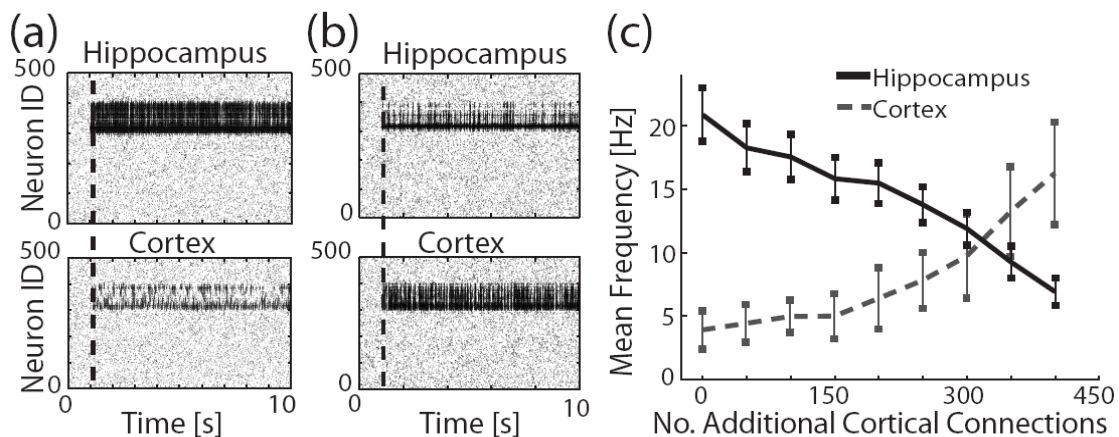 (a)
Hippocampus
500
Neuron ID
0
Cortex
500
Neuron ID
0
0
10
Time [s]
(b)
Hippocampus
500
0
Cortex
500
0
0
10
Time [s]
(c)
Hippocampus
Cortex
Mean Frequency [Hz]
20
15
10
5
0
0
150
300
450
No. Additional Cortical Connections